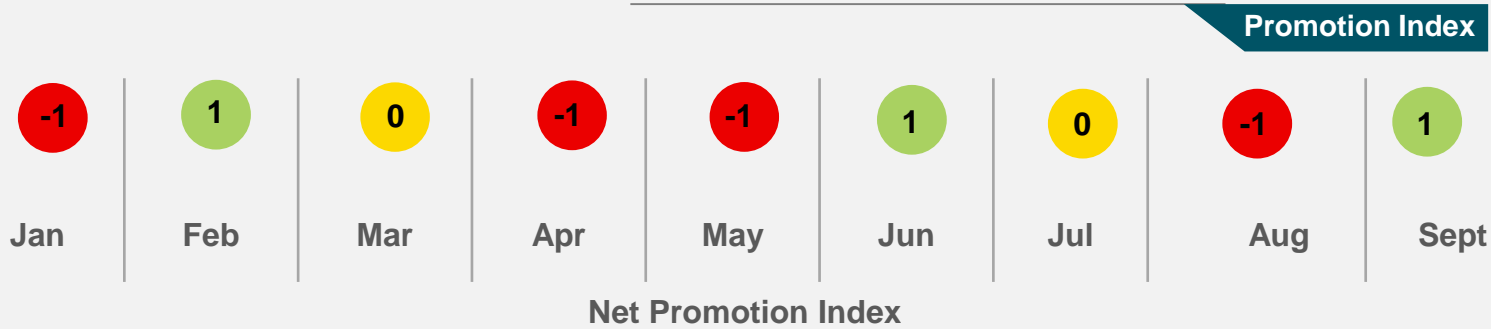 Promotion Index
-1 1 0 -1 -1 1 0 -1 1
Jan Feb Mar Apr May Jun Jul Aug Sept
Net Promotion Index